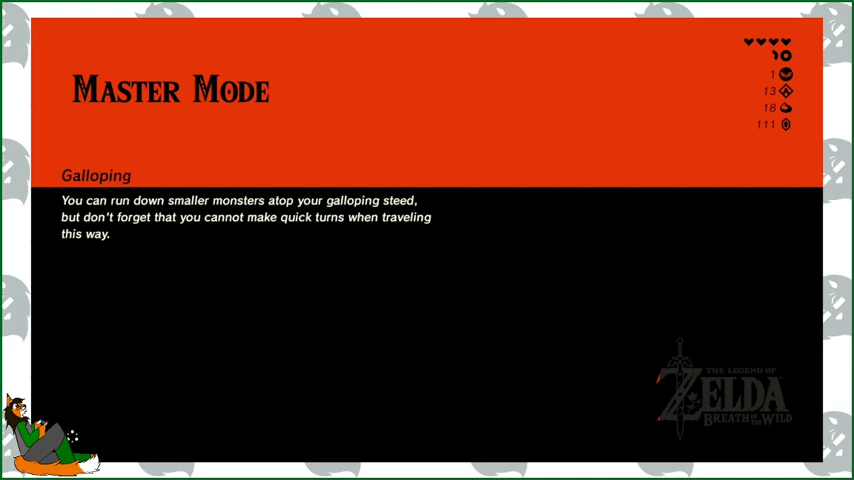 Master Mode
1
13
18
111
Galloping
You can run down smaller monsters atop your galloping steed,
but don't forget that you cannot make quick turns when traveling
this way.
THE LEGEND OF
ZELDA
BREATH OF THE WILD